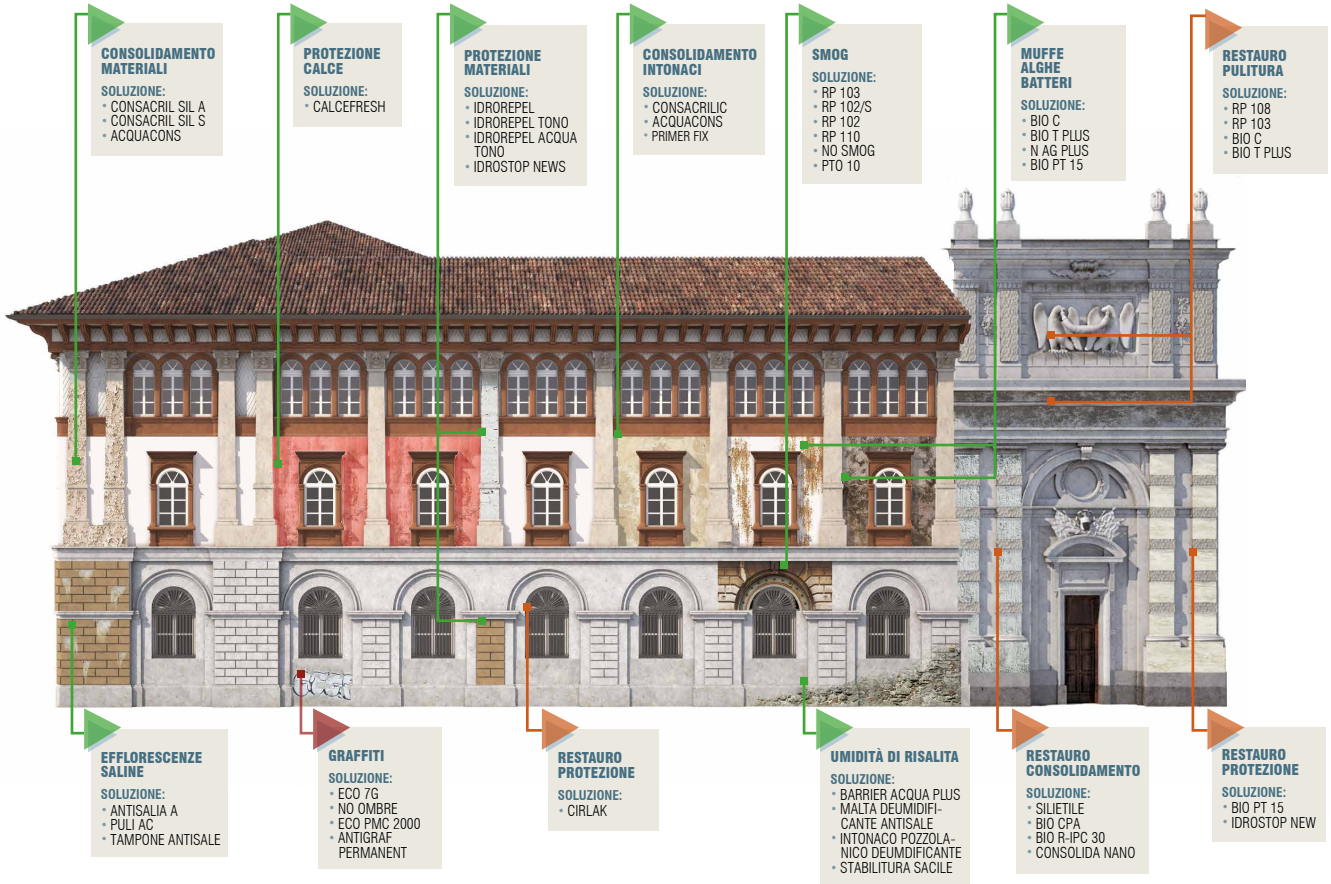 CONSOLIDAMENTO
MATERIALI
SOLUZIONE:
• CONSACRIL SIL A
• CONSACRIL SIL S
• ACQUACONS
PROTEZIONE
CALCE
SOLUZIONE:
• CALCEFRESH
PROTEZIONE
MATERIALI
SOLUZIONE:
• IDROREPEL
• IDROREPEL TONO
• IDROREPEL ACQUA
TONO
• IDROSTOP NEWS
CONSOLIDAMENTO
INTONACI
SOLUZIONE:
• CONSACRILIC
• ACQUACONS
• PRIMER FIX
SMOG
SOLUZIONE:
• RP 103
• RP 102/S
• RP 102
• RP 110
• NO SMOG
• PTO 10
MUFFE
ALGHE
BATTERI
SOLUZIONE:
• BIO C
• BIO T PLUS
• N AG PLUS
• BIO PT 15
RESTAURO
PULITURA
SOLUZIONE:
• RP 108
• RP 103
• BIO C
• BIO T PLUS
EFFLORESCENZE
SALINE
SOLUZIONE:
• ANTISALIA A
• PULI AC
• TAMPONE ANTISALE
GRAFFITI
SOLUZIONE:
• ECO 7G
• NO OMBRE
• ECO PMC 2000
• ANTIGRAF
PERMANENT
RESTAURO
PROTEZIONE
SOLUZIONE:
• CIRLAK
UMIDITÀ DI RISALITA
SOLUZIONE:
• BARRIER ACQUA PLUS
• MALTA DEUMIDIFI-
CANTE ANTISALE
• INTONACO POZZOLA-
NICO DEUMDIFICANTE
• STABILITURA SACILE
RESTAURO
CONSOLIDAMENTO
SOLUZIONE:
• SILIETILE
• BIO CPA
• BIO R-IPC 30
• CONSOLIDA NANO
RESTAURO
PROTEZIONE
SOLUZIONE:
• BIO PT 15
• IDROSTOP NEW